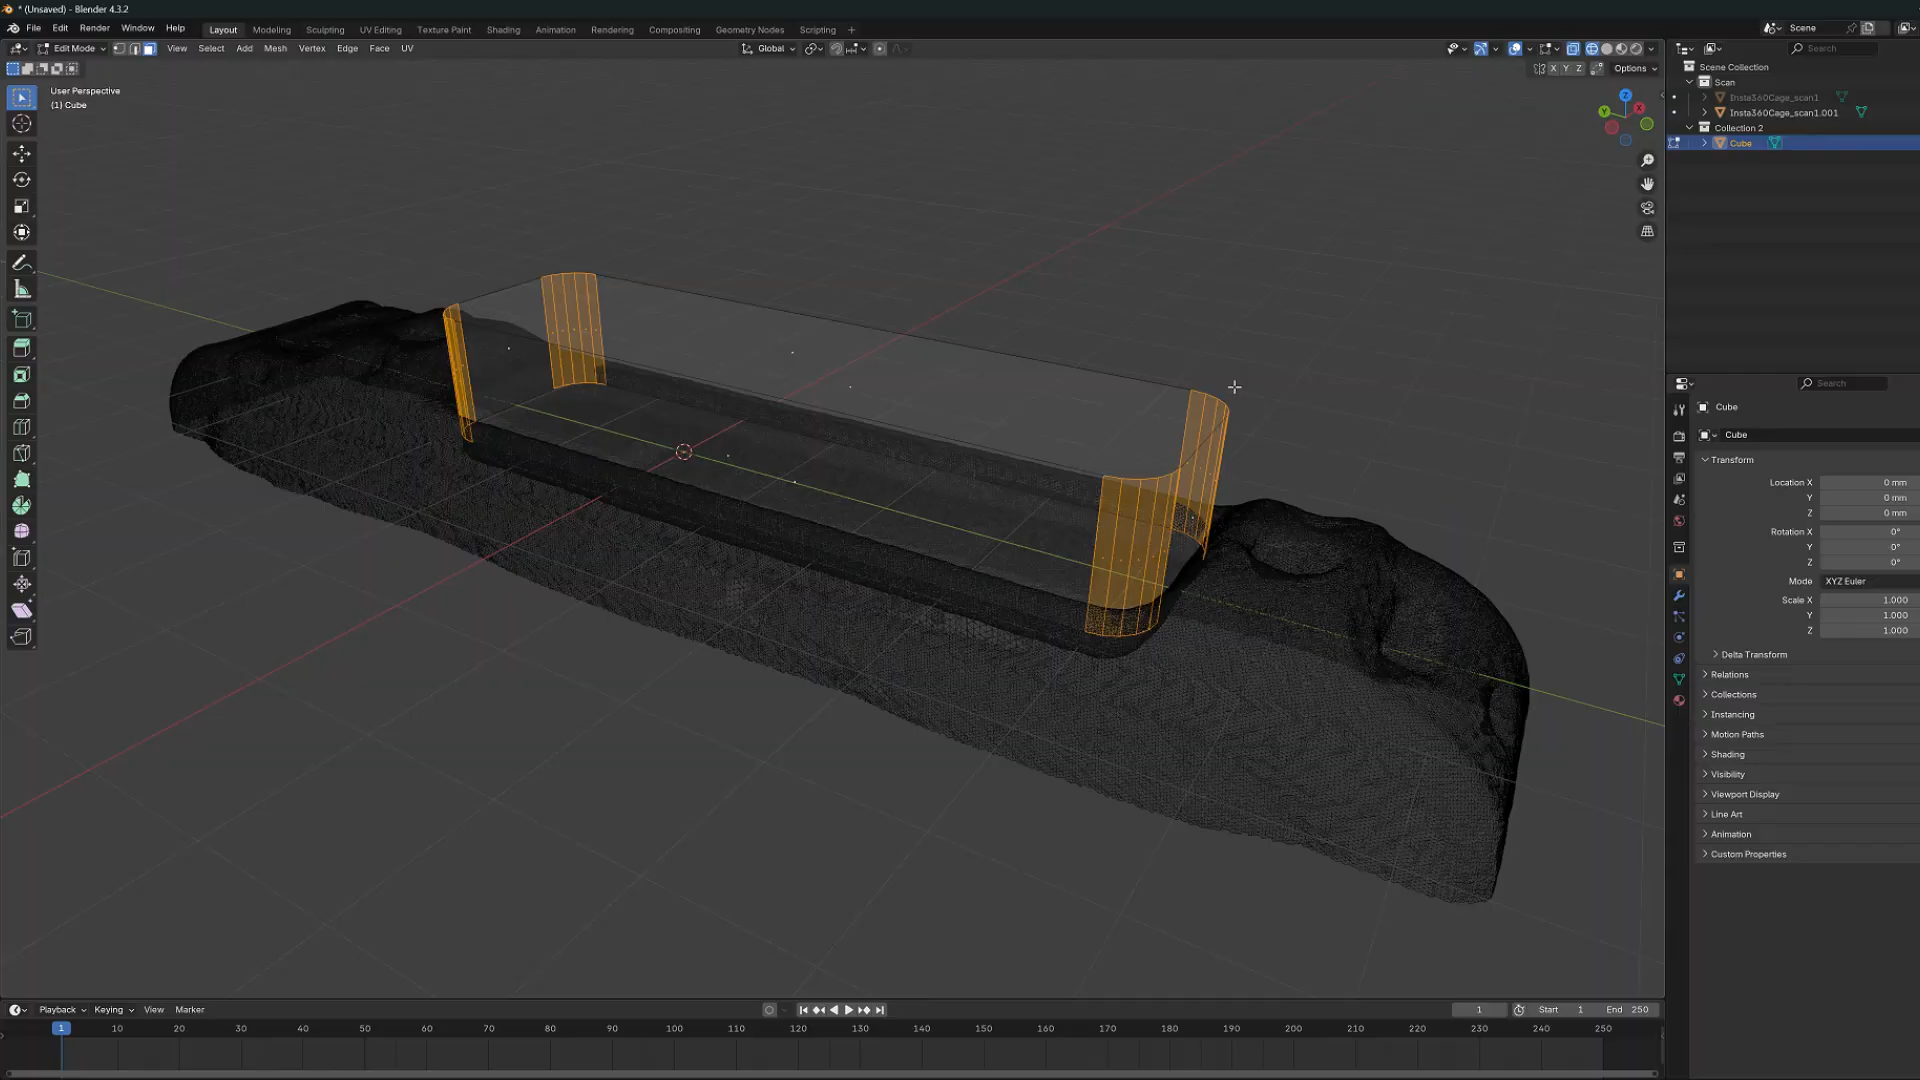 * (Unsaved) - Blender 4.3.2
File Edit Render Window Help
Layout Modeling Sculpting UV Editing Texture Paint Shading Animation Rendering Compositing Geometry Nodes Scripting +
Scene
Edit Mode View Select Add Mesh Vertex Edge Face UV
Global
Search
X Y Z Options
User Perspective
(1) Cube
Scene Collection
Scan
Insta360Cage_scan1
Insta360Cage_scan1.001
Collection 2
Cube
Z
Y
X
Search
Cube
Cube
Transform
Location X 0 mm
Y 0 mm
Z 0 mm
Rotation X 0°
Y 0°
Z 0°
Mode XYZ Euler
Scale X 1.000
Y 1.000
Z 1.000
Delta Transform
Relations
Collections
Instancing
Motion Paths
Shading
Visibility
Viewport Display
Line Art
Animation
Custom Properties
Playback Keying View Marker
1 Start 1 End 250
1 10 20 30 40 50 60 70 80 90 100 110 120 130 140 150 160 170 180 190 200 210 220 230 240 250